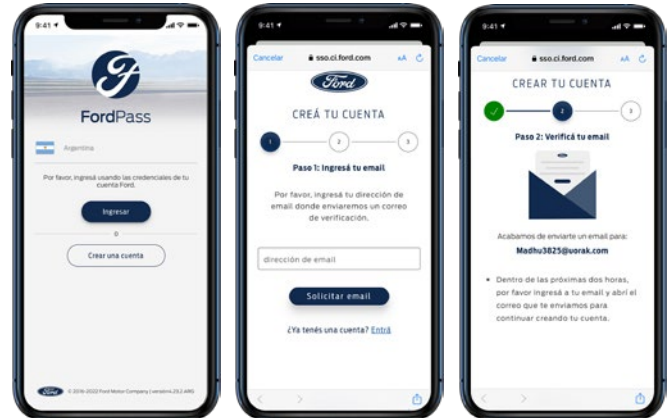 9:41
FordPass
Argentina
Por favor, ingresá usando las credenciales de tu
cuenta Ford.
Ingresar
o
Crear una cuenta
Ford
© 2016-2022 Ford Motor Company
9:41
Cancelar
sso.ci.ford.com
AA
Ford
CREÁ TU CUENTA
1
2
3
Paso 1: Ingresá tu email
Por favor, ingresá tu dirección de
email donde enviaremos un correo
de verificación.
dirección de email
Solicitar email
¿Ya tenés una cuenta? Entrá
9:41
Cancelar
sso.ci.ford.com
AA
CREAR TU CUENTA
2
3
Paso 2: Verificá tu email
Acabamos de enviarte un email para:
Madhu3825@uorak.com
• Dentro de las próximas dos horas,
por favor ingresá a tu email y abrí el
correo que te enviamos para
continuar creando tu cuenta.